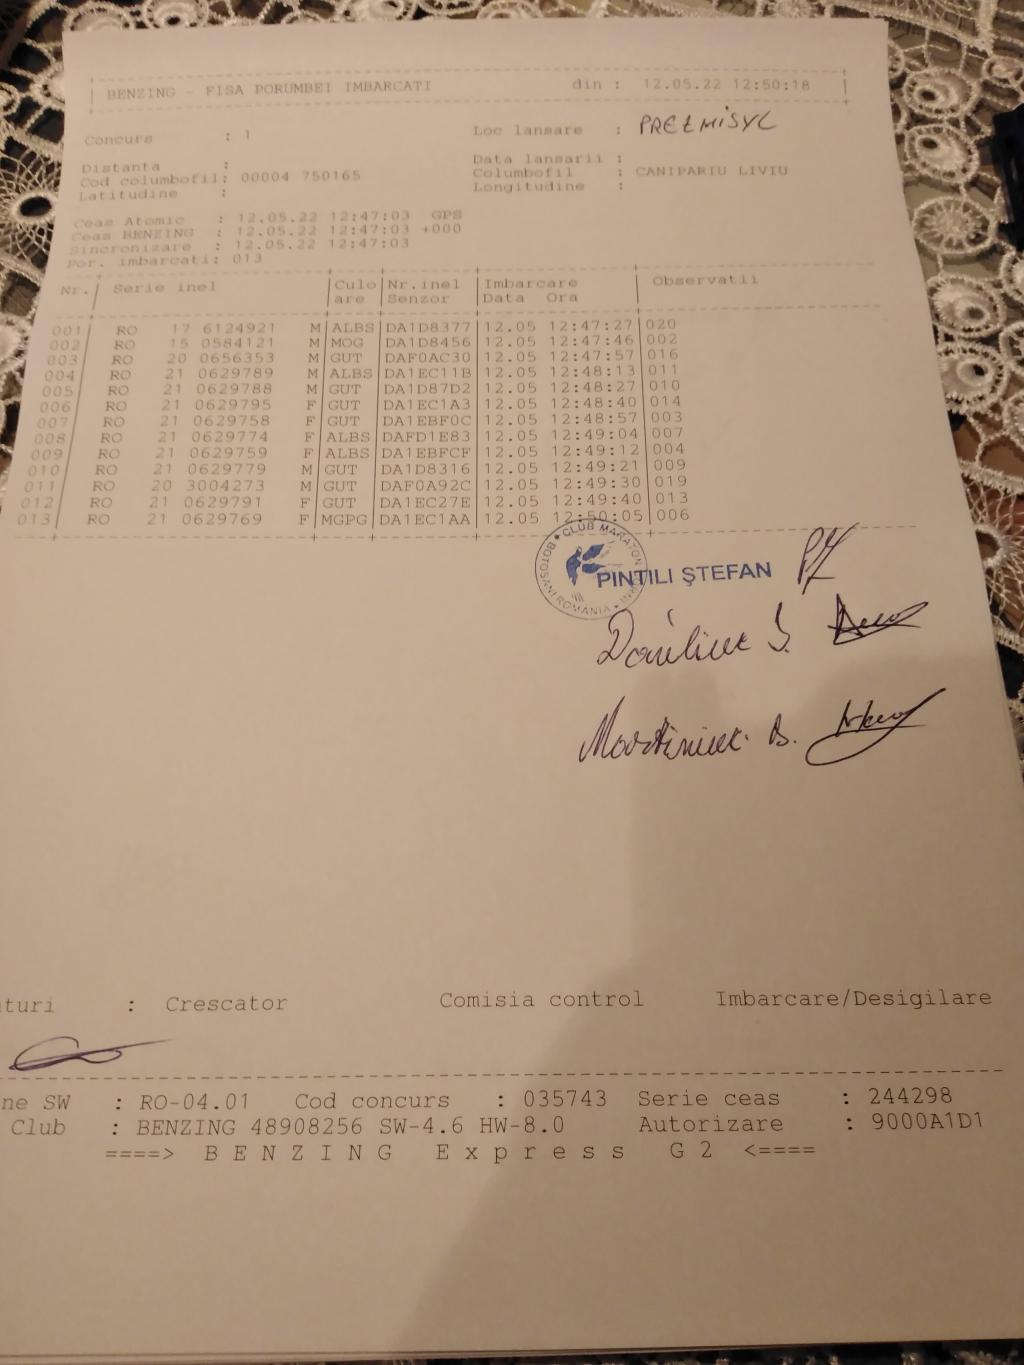 BENZING - FISA PORUMBEI IMBARCATI din : 12.05.22 12:50:18
Concurs : 1 Loc lansare : PREŁMISYL
Distanta : Data lansarii :
Cod columbofil: 00004 750165 Columbofil : CANIPARIU LIVIU
Latitudine : Longitudine :
Ceas Atomic : 12.05.22 12:47:03 GPS
Ceas BENZING : 12.05.22 12:47:03 +000
Sincronizare : 12.05.22 12:47:03
Por. imbarcati: 013
Nr. Serie inel Culo Nr.inel Imbarcare Observatii
are Senzor Data Ora
001 RO 17 6124921 M ALBS DA1D8377 12.05 12:47:27 020
002 RO 15 0584121 M MOG DA1D8456 12.05 12:47:46 002
003 RO 20 0656353 M GUT DAF0AC30 12.05 12:47:57 016
004 RO 21 0629789 M ALBS DA1EC11B 12.05 12:48:13 011
005 RO 21 0629788 M GUT DA1D87D2 12.05 12:48:27 010
006 RO 21 0629795 F GUT DA1EC1A3 12.05 12:48:40 014
007 RO 21 0629758 F GUT DA1EBF0C 12.05 12:48:57 003
008 RO 21 0629774 F ALBS DAFD1E83 12.05 12:49:04 007
009 RO 21 0629759 F ALBS DA1EBFCF 12.05 12:49:12 004
010 RO 21 0629779 M GUT DA1D8316 12.05 12:49:21 009
011 RO 20 3004273 M GUT DAF0A92C 12.05 12:49:30 019
012 RO 21 0629791 F GUT DA1EC27E 12.05 12:49:40 013
013 RO 21 0629769 F MGPG DA1EC1AA 12.05 12:50:05 006
CLUB MARATON
BOTOSANI ROMANIA
PINTILI ŞTEFAN
turi : Crescator Comisia control Imbarcare/Desigilare
ne SW : RO-04.01 Cod concurs : 035743 Serie ceas : 244298
Club : BENZING 48908256 SW-4.6 HW-8.0 Autorizare : 9000A1D1
====> BENZING Express G2 <====